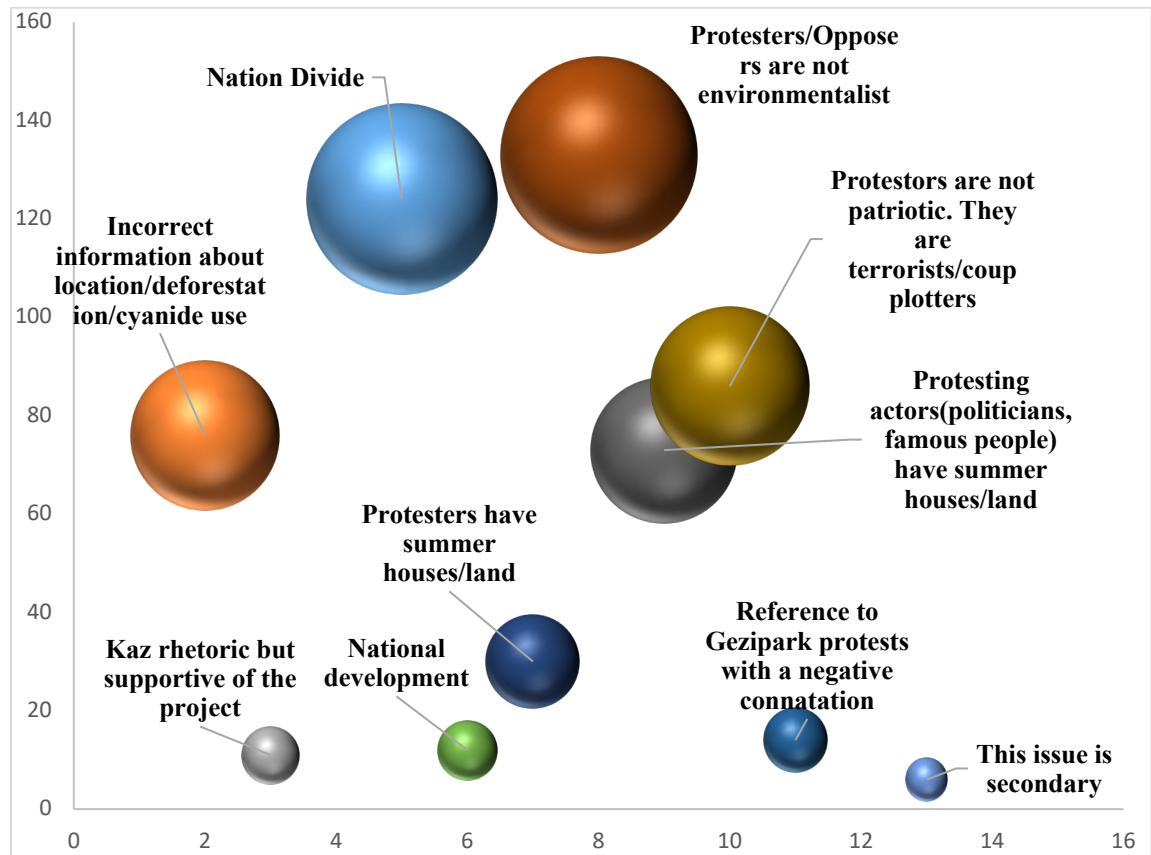 160
140
120
100
80
60
40
20
0
0 2 4 6 8 10 12 14 16
Nation Divide
Protesters/Oppose
rs are not
environmentalist
Incorrect
information about
location/deforestat
ion/cyanide use
Protestors are not
patriotic. They
are
terrorists/coup
plotters
Protesting
actors(politicians,
famous people)
have summer
houses/land
Protesters have
summer
houses/land
Kaz rhetoric but
supportive of the
project
National
development
Reference to
Gezipark protests
with a negative
connatation
This issue is
secondary